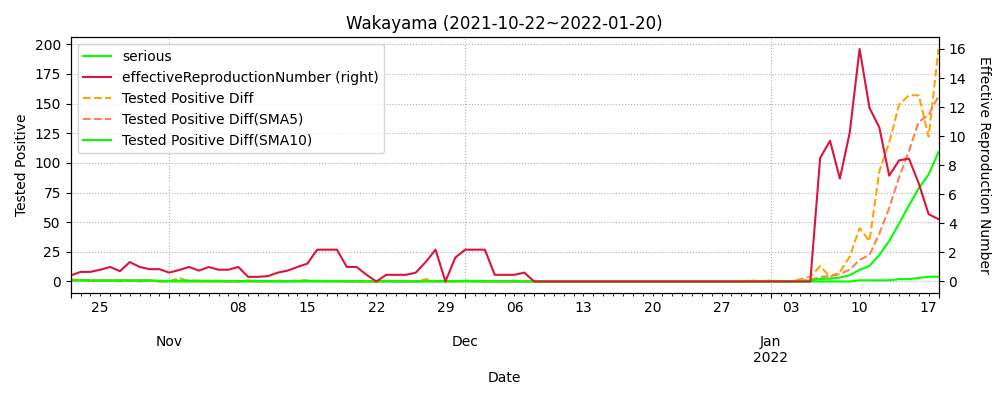 Wakayama (2021-10-22~2022-01-20)
serious
effectiveReproductionNumber (right)
Tested Positive Diff
Tested Positive Diff(SMA5)
Tested Positive Diff(SMA10)
Tested Positive
200
175
150
125
100
75
50
25
0
16
14
12
10
8
6
4
2
0
Effective Reproduction Number
25 08 15 22 29 06 13 20 27 03 10 17
Nov Dec Jan
2022
Date